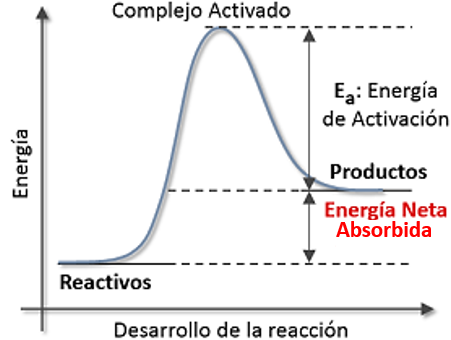 Complejo Activado
Energía
Ea: Energía
de Activación
Productos
Energía Neta
Absorbida
Reactivos
Desarrollo de la reacción